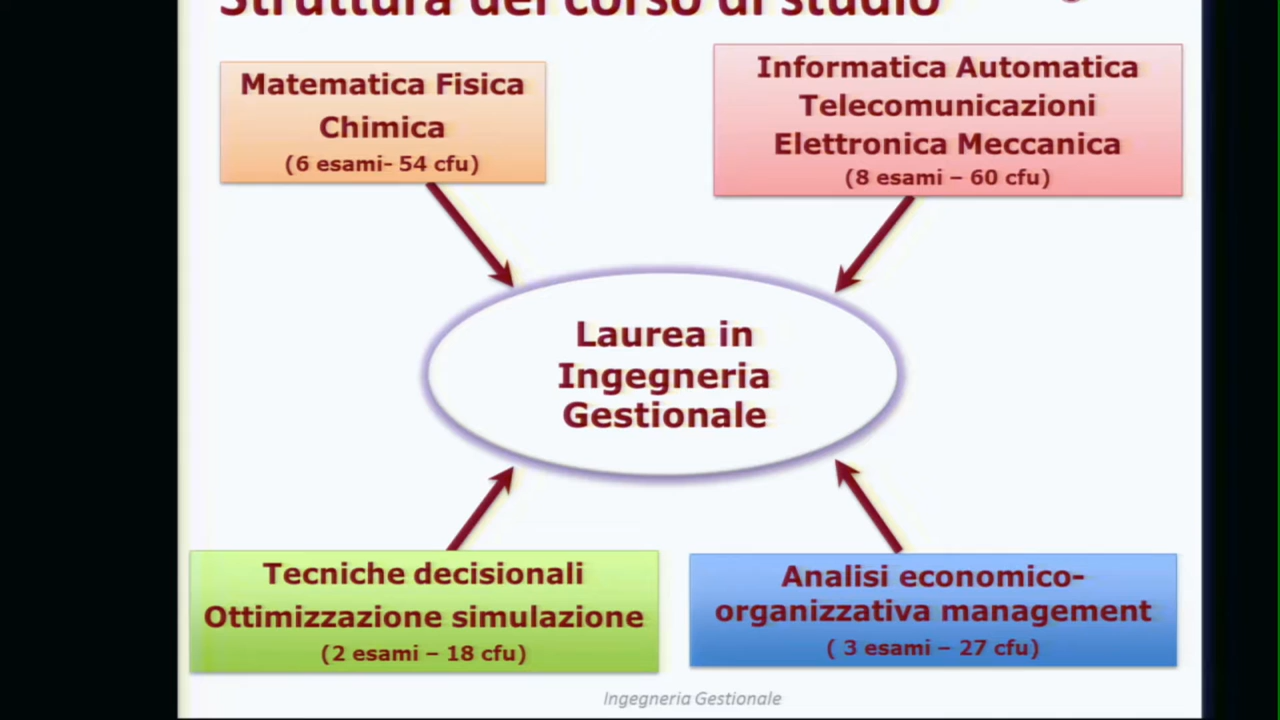 Struttura del corso di studio
Matematica Fisica
Chimica
(6 esami- 54 cfu)
Informatica Automatica
Telecomunicazioni
Elettronica Meccanica
(8 esami – 60 cfu)
Laurea in
Ingegneria
Gestionale
Tecniche decisionali
Ottimizzazione simulazione
(2 esami – 18 cfu)
Analisi economico-
organizzativa management
( 3 esami – 27 cfu)
Ingegneria Gestionale